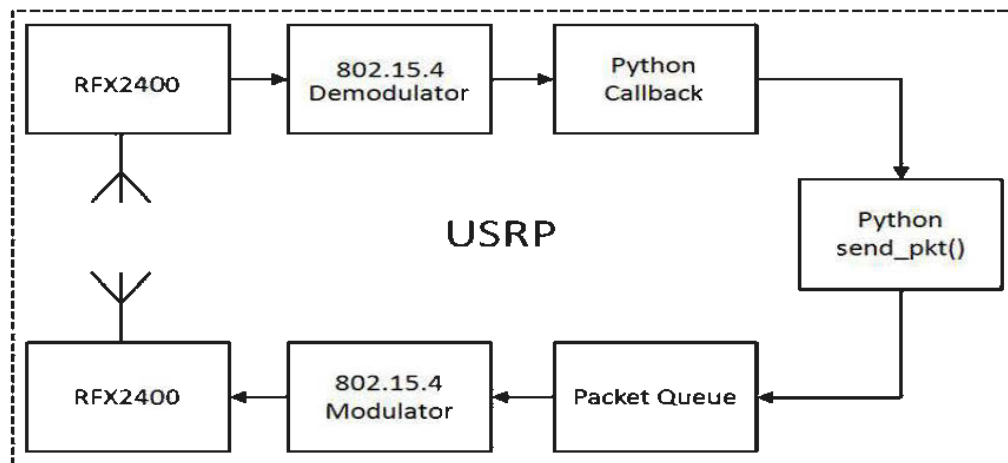 RFX2400
802.15.4
Demodulator
Python
Callback
Python
send_pkt()
USRP
RFX2400
802.15.4
Modulator
Packet Queue